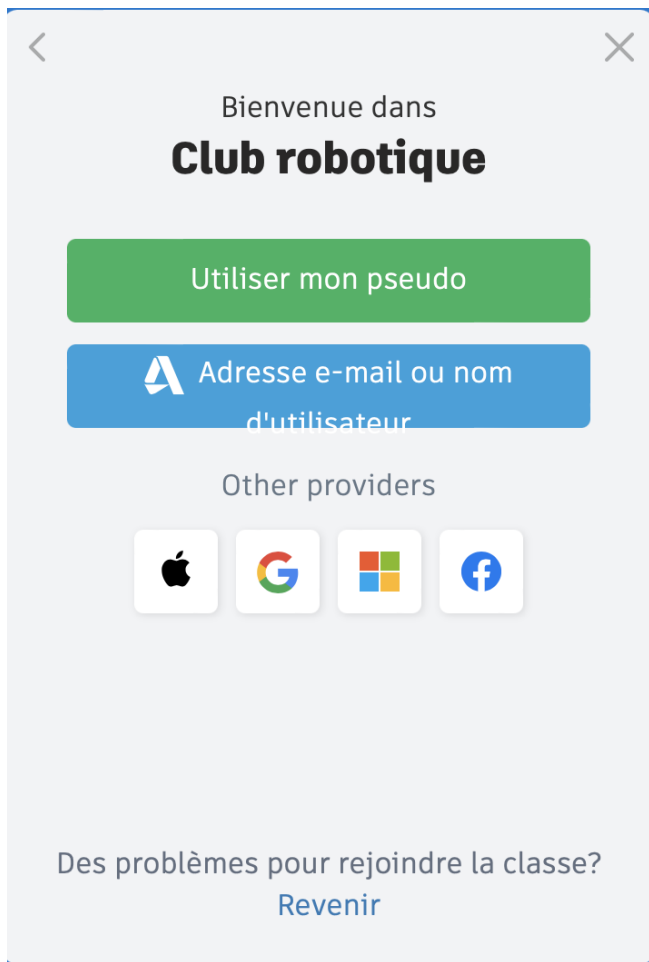 Bienvenue dans
Club robotique
Utiliser mon pseudo
Adresse e-mail ou nom
d'utilisateur
Other providers
Des problèmes pour rejoindre la classe?
Revenir